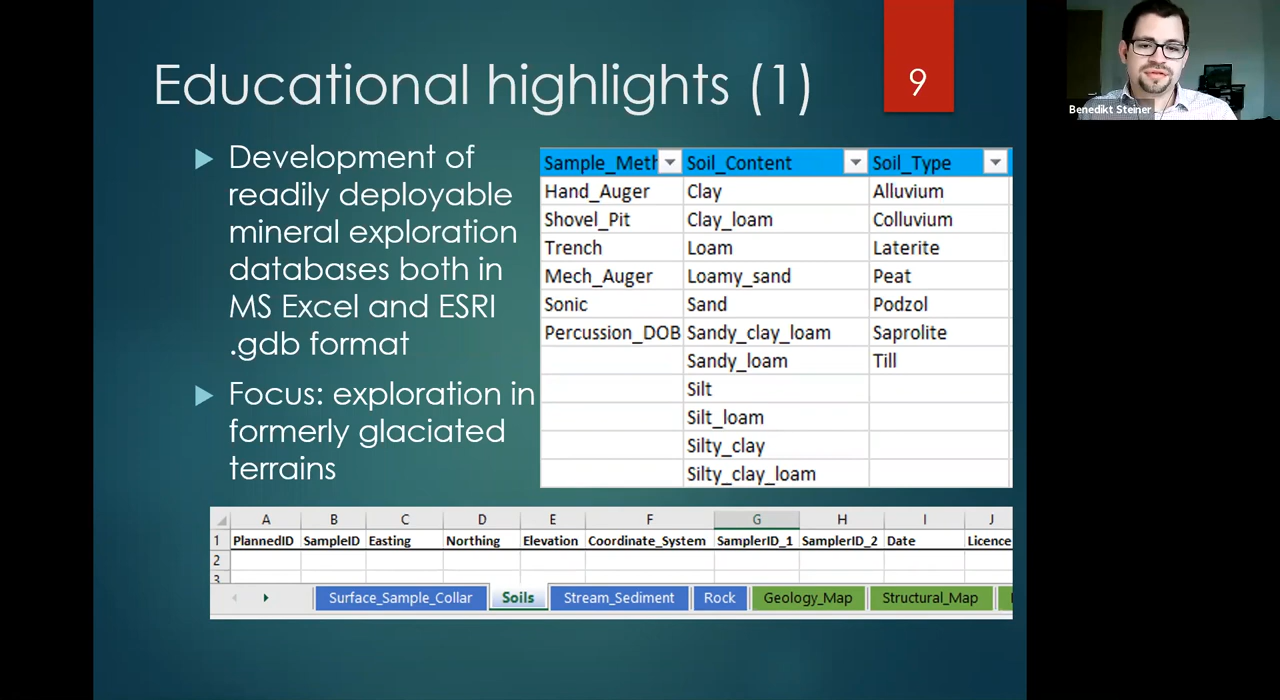 Educational highlights (1)
9
Benedikt Steiner
Development of
readily deployable
mineral exploration
databases both in
MS Excel and ESRI
.gdb format
Focus: exploration in
formerly glaciated
terrains
Sample_Meth Soil_Content Soil_Type
Hand_Auger Clay Alluvium
Shovel_Pit Clay_loam Colluvium
Trench Loam Laterite
Mech_Auger Loamy_sand Peat
Sonic Sand Podzol
Percussion_DOB Sandy_clay_loam Saprolite
Sandy_loam Till
Silt
Silt_loam
Silty_clay
Silty_clay_loam
A B C D E F G H I J
1 PlannedID SampleID Easting Northing Elevation Coordinate_System SamplerID_1 SamplerID_2 Date Licence
2
3
Surface_Sample_Collar Soils Stream_Sediment Rock Geology_Map Structural_Map